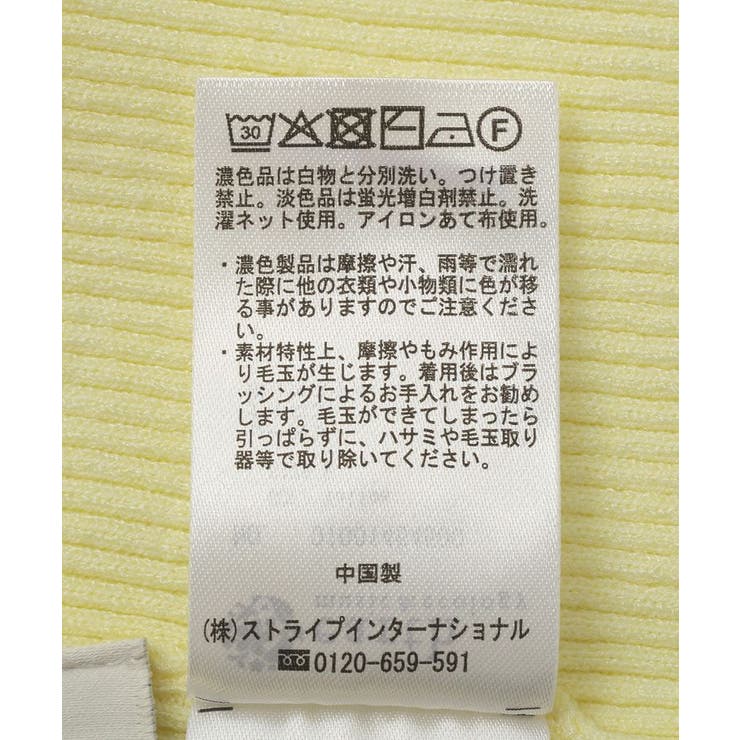 30 F
濃色品は白物と分別洗い。つけ置き
禁止。淡色品は蛍光増白剤禁止。洗
濯ネット使用。アイロンあて布使用。
・濃色製品は摩擦や汗、雨等で濡れ
た際に他の衣類や小物類に色が移
る事がありますのでご注意くださ
い。
・素材特性上、摩擦やもみ作用によ
り毛玉が生じます。着用後はブラ
ッシングによるお手入れをお勧め
します。毛玉ができてしまったら
引っぱらずに、ハサミや毛玉取り
器等で取り除いてください。
中国製
(株)ストライプインターナショナル
0120-659-591